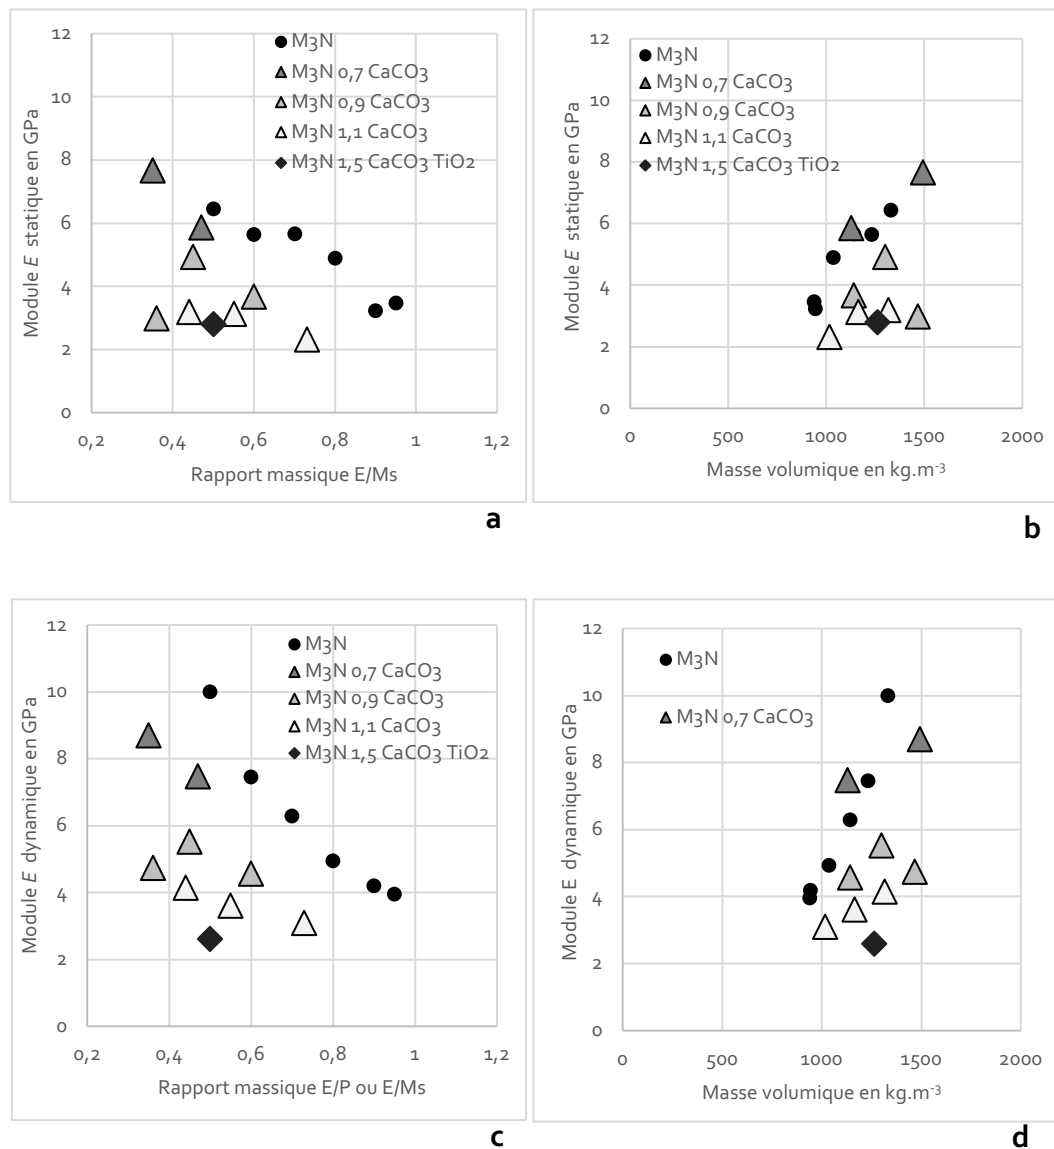 12
10
8
6
4
2
0
Module E statique en GPa
M3N
M3N 0,7 CaCO3
M3N 0,9 CaCO3
M3N 1,1 CaCO3
M3N 1,5 CaCO3 TiO2
0,2 0,4 0,6 0,8 1 1,2
Rapport massique E/Ms
a
12
10
8
6
4
2
0
Module E statique en GPa
M3N
M3N 0,7 CaCO3
M3N 0,9 CaCO3
M3N 1,1 CaCO3
M3N 1,5 CaCO3 TiO2
0 500 1000 1500 2000
Masse volumique en kg.m-3
b
12
10
8
6
4
2
0
Module E dynamique en GPa
M3N
M3N 0,7 CaCO3
M3N 0,9 CaCO3
M3N 1,1 CaCO3
M3N 1,5 CaCO3 TiO2
0,2 0,4 0,6 0,8 1 1,2
Rapport massique E/P ou E/Ms
c
12
10
8
6
4
2
0
Module E dynamique en GPa
M3N
M3N 0,7 CaCO3
0 500 1000 1500 2000
Masse volumique en kg.m-3
d